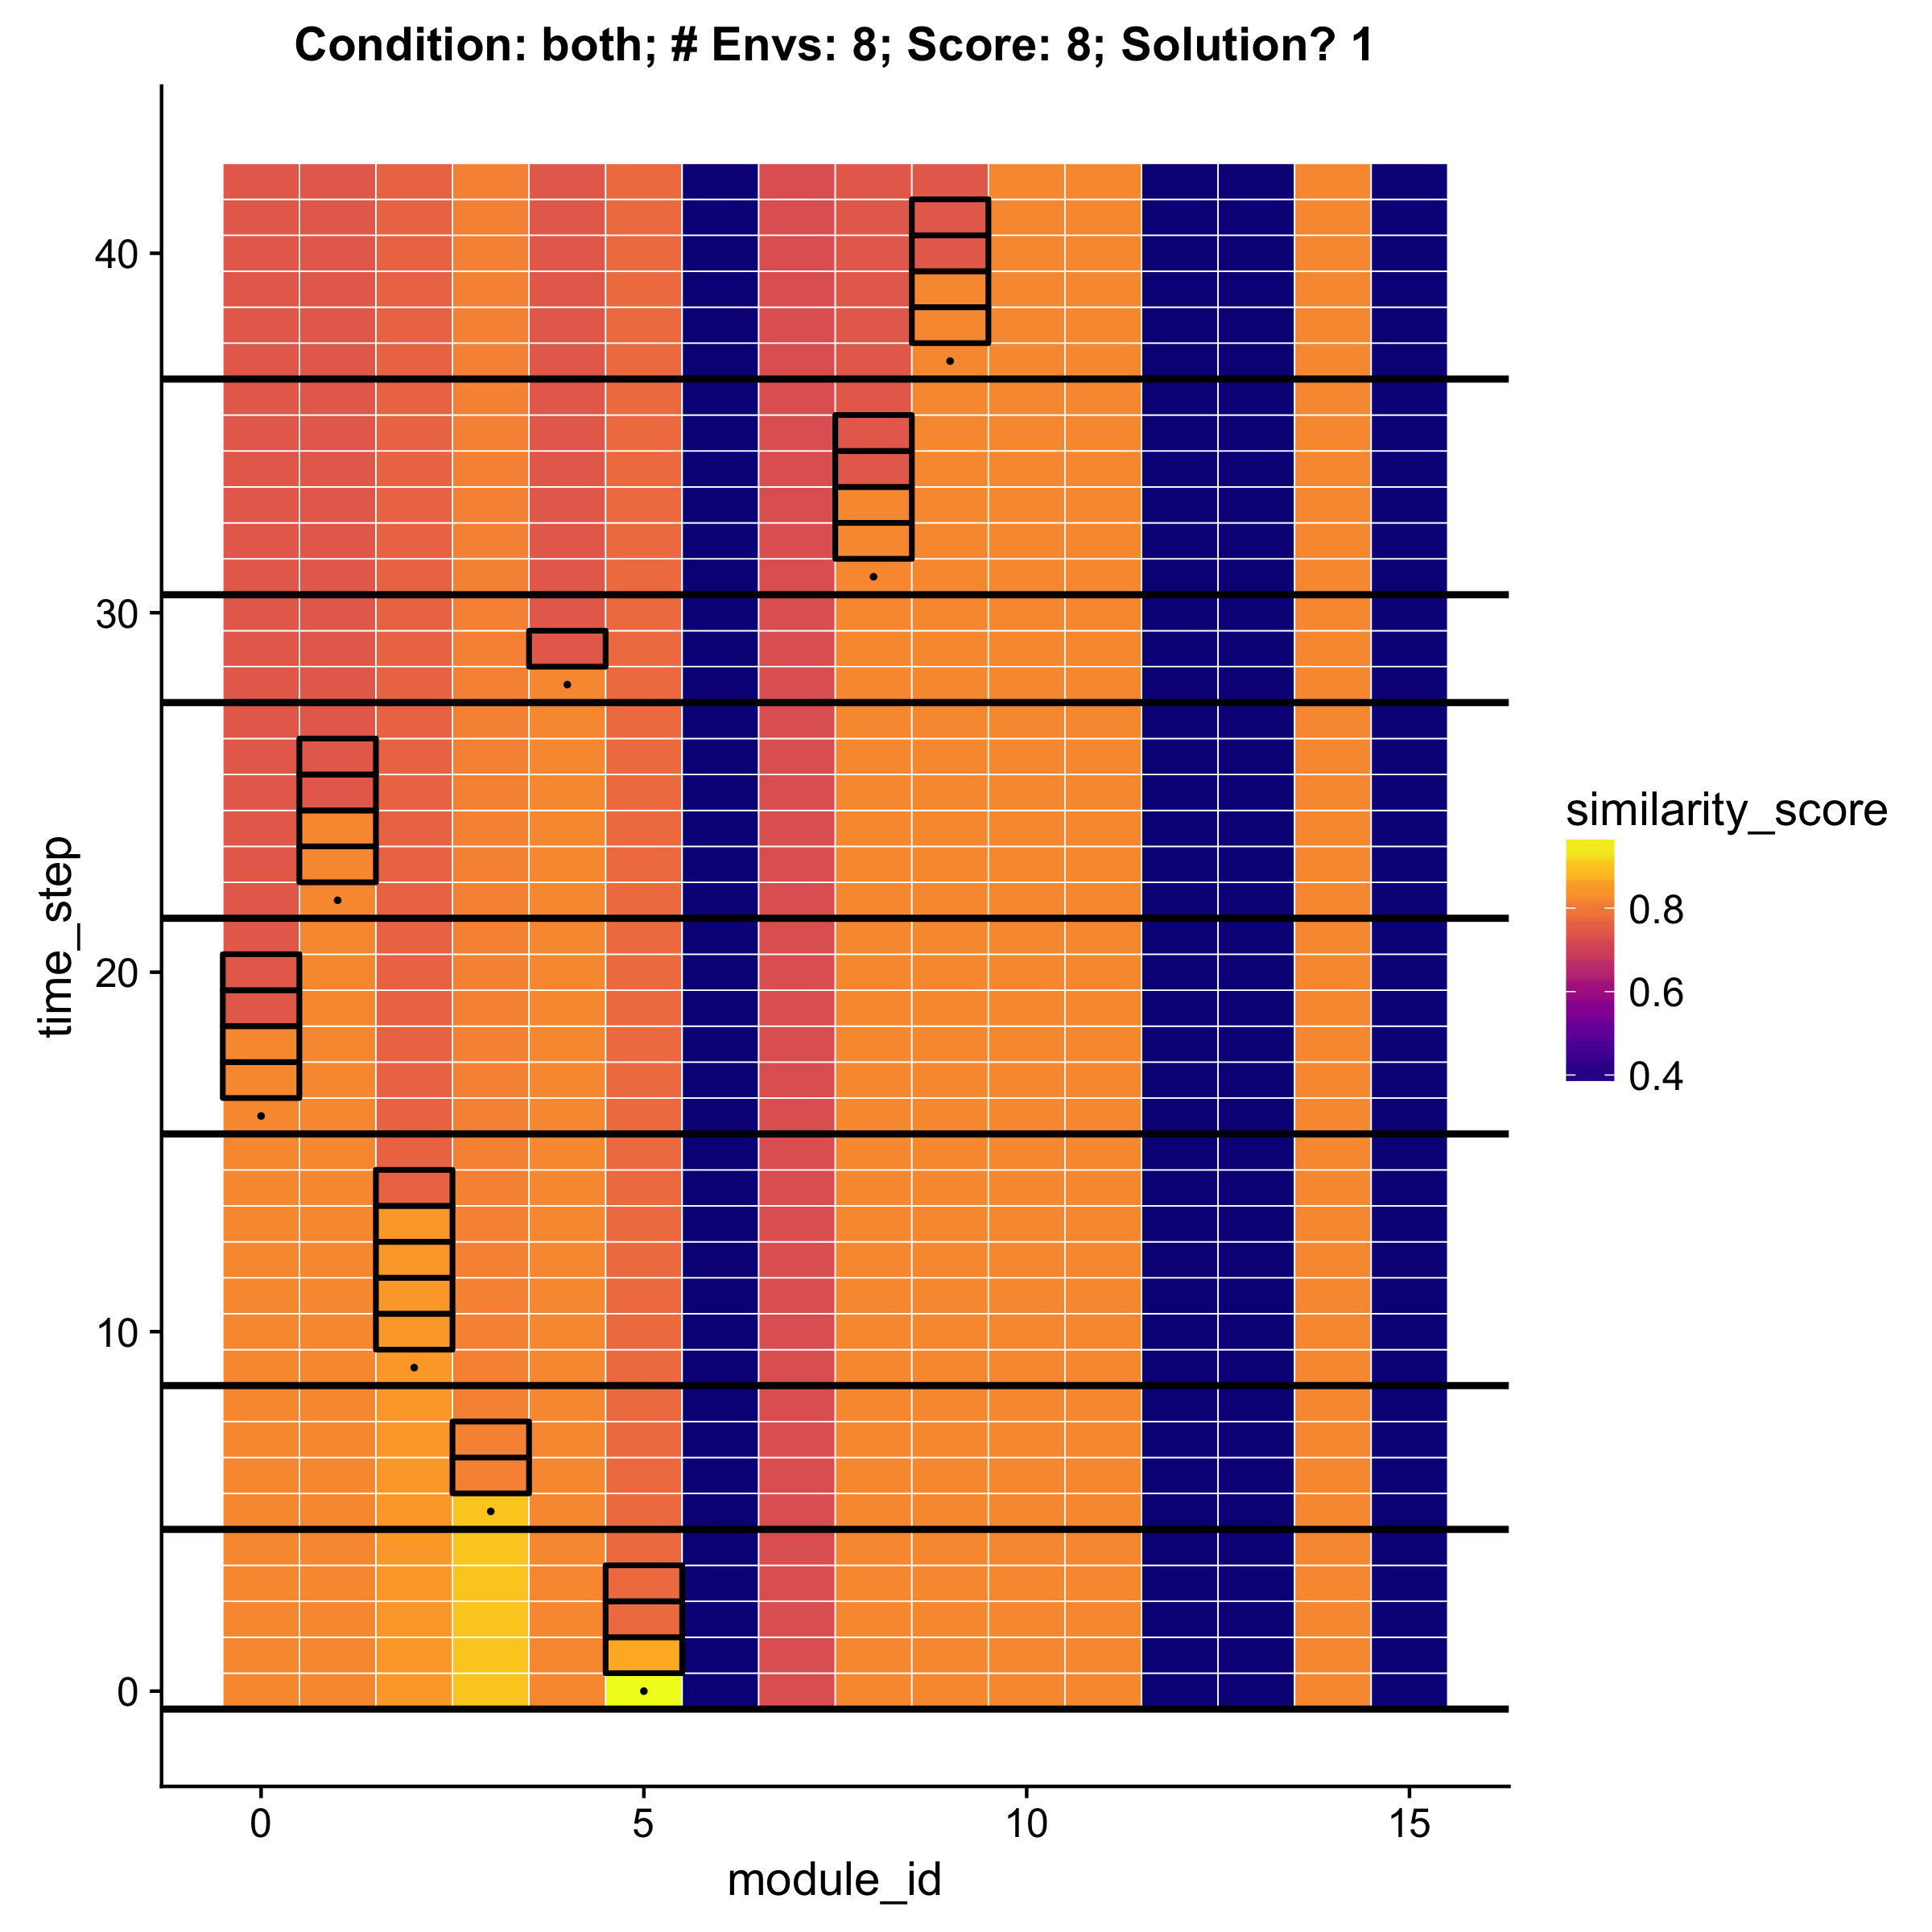 Condition: both; # Envs: 8; Score: 8; Solution? 1
time_step
40
30
20
10
0
0 5 10 15
module_id
similarity_score
0.8
0.6
0.4